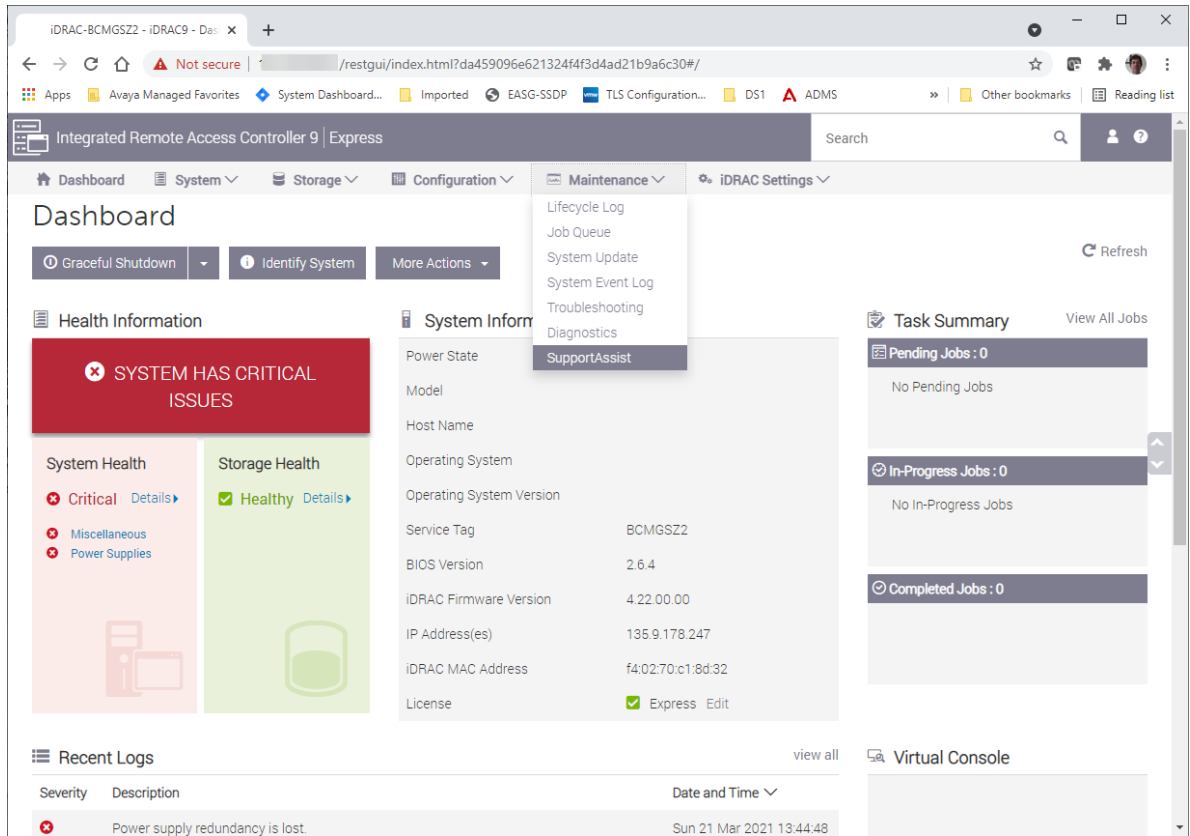 iDRAC-BCMGSZ2 - iDRAC9 - Das
Not secure /restgui/index.html?da459096e621324f4f3d4ad21b9a6c30#/
Apps Avaya Managed Favorites System Dashboard... Imported EASG-SSDP vmw TLS Configuration... DS1 ADMS » Other bookmarks Reading list
Integrated Remote Access Controller 9 | Express Search
Dashboard System Storage Configuration Maintenance iDRAC Settings
Lifecycle Log
Job Queue
System Update
System Event Log
Troubleshooting
Diagnostics
SupportAssist
Dashboard
Graceful Shutdown Identify System More Actions
Refresh
Health Information
SYSTEM HAS CRITICAL
ISSUES
System Health
Critical Details
Miscellaneous
Power Supplies
Storage Health
Healthy Details
System Inform
Power State
Model
Host Name
Operating System
Operating System Version
Service Tag BCMGSZ2
BIOS Version 2.6.4
iDRAC Firmware Version 4.22.00.00
IP Address(es) 135.9.178.247
iDRAC MAC Address f4:02:70:c1:8d:32
License Express Edit
Task Summary View All Jobs
Pending Jobs : 0
No Pending Jobs
In-Progress Jobs : 0
No In-Progress Jobs
Completed Jobs : 0
Recent Logs view all
Severity Description Date and Time
Power supply redundancy is lost. Sun 21 Mar 2021 13:44:48
Virtual Console